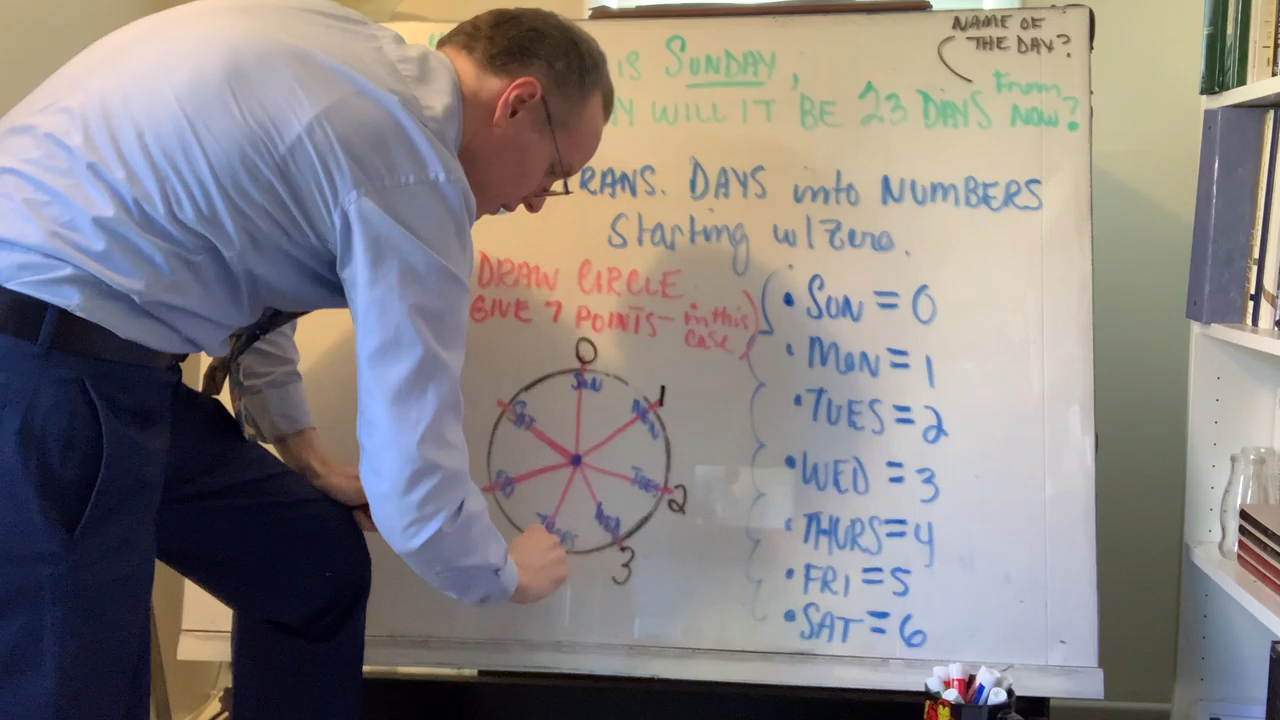 NAME OF
THE DAY?
IS SUNDAY,
WILL IT BE 23 DAYS From NOW?
RANS. DAYS into NUMBERS
Starting w/Zero.
DRAW CIRCLE
GIVE 7 POINTS - in this
case
• SUN = 0
• MON = 1
• TUES = 2
• WED = 3
• THURS = 4
• FRI = 5
• SAT = 6
0
SUN
1
MON
TUES
2
WED
3
THURS
SAT